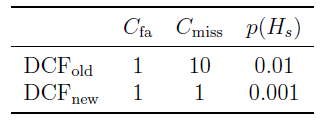 C_fa C_miss p(H_s)
DCF_old 1 10 0.01
DCF_new 1 1 0.001